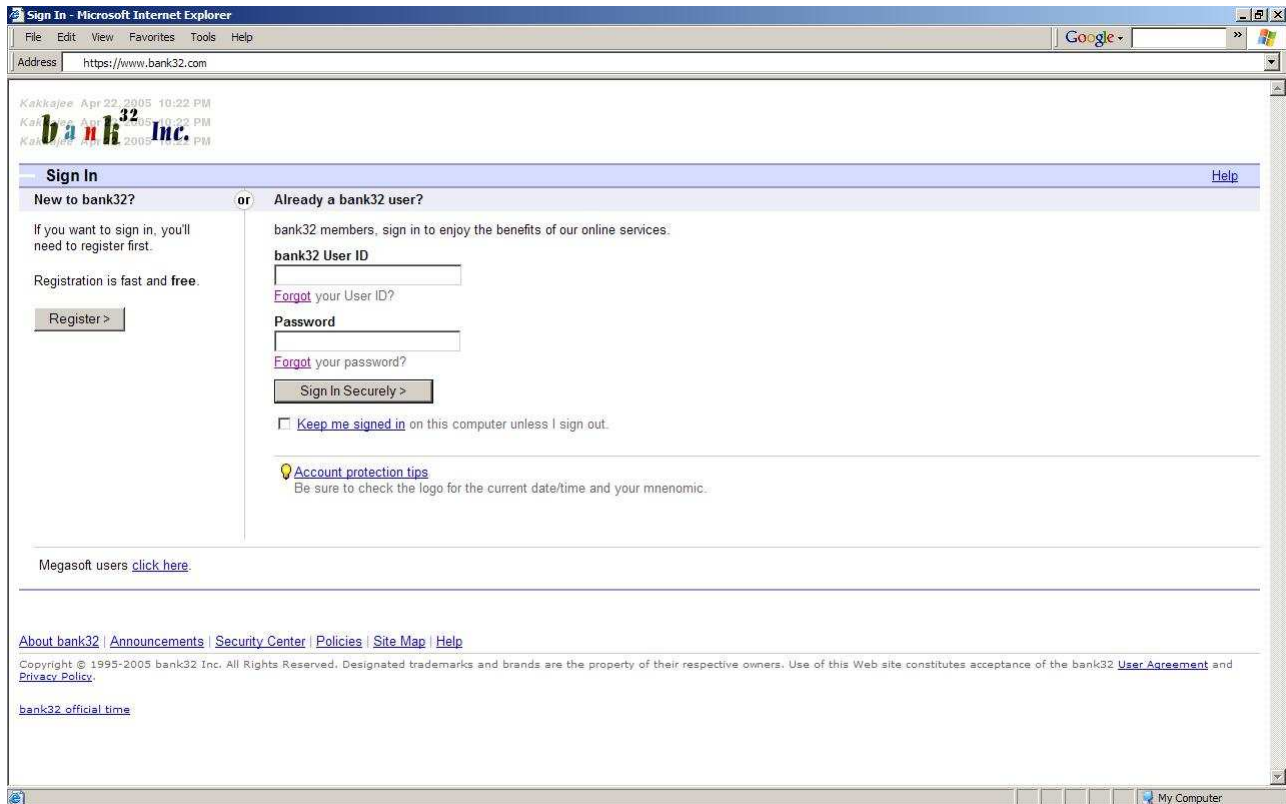 Sign In - Microsoft Internet Explorer
File Edit View Favorites Tools Help
Google
»
Address https://www.bank32.com
Kakkajee Apr 22, 2005 10:22 PM
bank32 Inc.
2005 10:22 PM
Sign In Help
New to bank32? or Already a bank32 user?
If you want to sign in, you'll
need to register first.
Registration is fast and free.
Register >
bank32 members, sign in to enjoy the benefits of our online services.
bank32 User ID
Forgot your User ID?
Password
Forgot your password?
Sign In Securely >
Keep me signed in on this computer unless I sign out.
Account protection tips
Be sure to check the logo for the current date/time and your mnenomic.
Megasoft users click here.
About bank32 | Announcements | Security Center | Policies | Site Map | Help
Copyright © 1995-2005 bank32 Inc. All Rights Reserved. Designated trademarks and brands are the property of their respective owners. Use of this Web site constitutes acceptance of the bank32 User Agreement and
Privacy Policy.
bank32 official time
My Computer